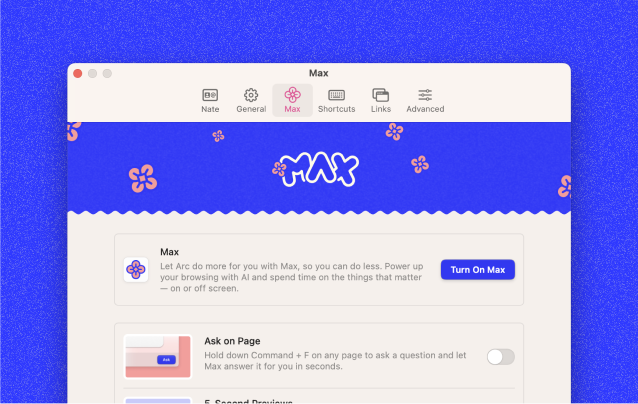 Max
Nate
General
Max
Shortcuts
Links
Advanced
MAX
Max
Let Arc do more for you with Max, so you can do less. Power up
your browsing with AI and spend time on the things that matter
— on or off screen.
Turn On Max
Ask
Ask on Page
Hold down Command + F on any page to ask a question and let
Max answer it for you in seconds.
5-Second Previews